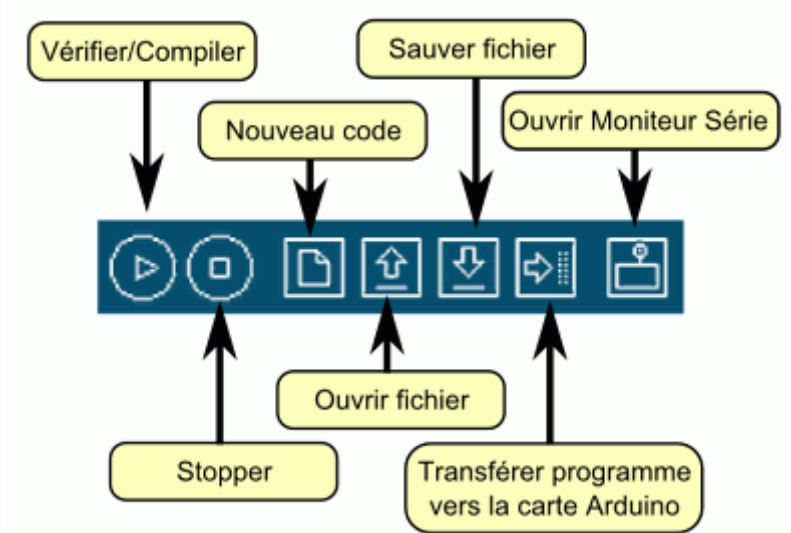 Vérifier/Compiler
Sauver fichier
Nouveau code
Ouvrir Moniteur Série
Ouvrir fichier
Stopper
Transférer programme
vers la carte Arduino